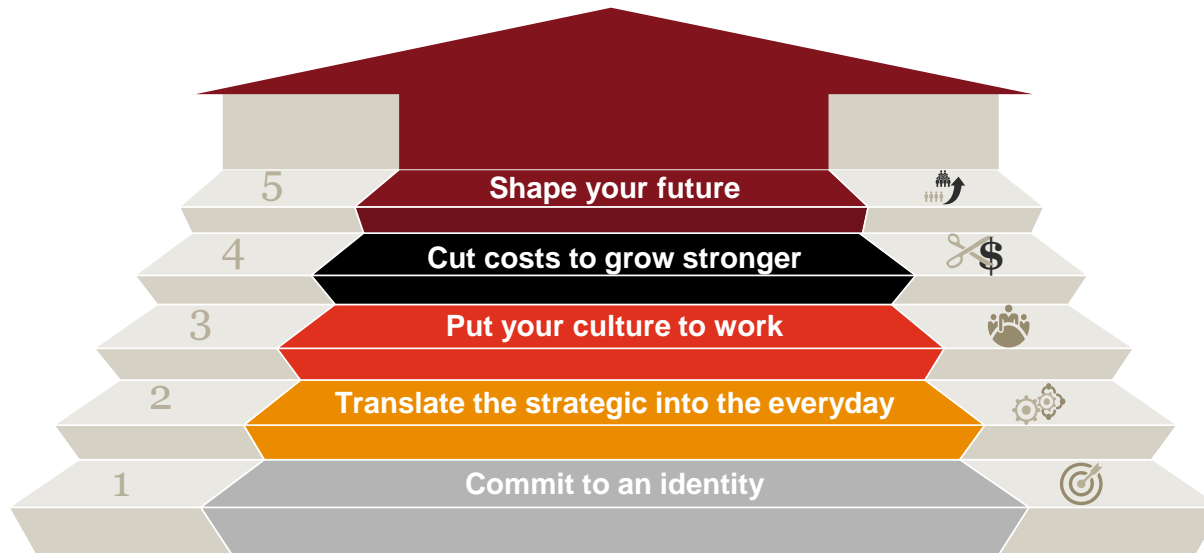 5 Shape your future
4 Cut costs to grow stronger $
3 Put your culture to work
2 Translate the strategic into the everyday
1 Commit to an identity